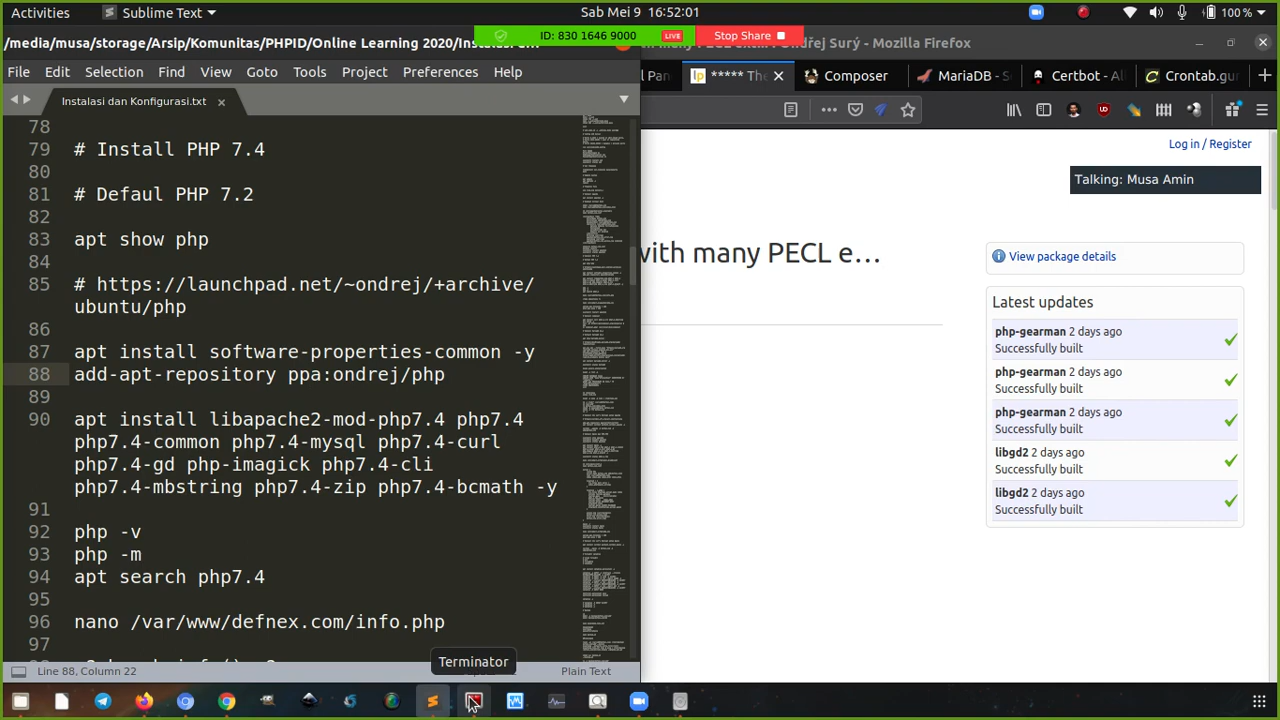 Activities
Sublime Text
Sab Mei 9 16:52:01
100 %
/media/musa/storage/Arsip/Komunitas/PHPID/Online Learning 2020/
ID: 830 1646 9000
LIVE
Stop Share
Ondřej Surý - Mozilla Firefox
File Edit Selection Find View Goto Tools Project Preferences Help
***** The
Composer
MariaDB - S
Certbot - Al
Crontab.gur
Instalasi dan Konfigurasi.txt
Log in / Register
Talking: Musa Amin
with many PECL e…
View package details
Latest updates
php-gearman 2 days ago
Successfully built
php-gearman 2 days ago
Successfully built
php-gearman 2 days ago
Successfully built
libgd2 2 days ago
Successfully built
libgd2 2 days ago
Successfully built
78
79 # Install PHP 7.4
80
81 # Defaul PHP 7.2
82
83 apt show php
84
85 # https://launchpad.net/~ondrej/+archive/
ubuntu/php
86
87 apt install software-properties-common -y
88 add-apt-repository ppa:ondrej/php
89
90 apt install libapache2-mod-php7.4 php7.4
php7.4-common php7.4-mysql php7.4-curl
php7.4-gd php-imagick php7.4-cli
php7.4-mbstring php7.4-zip php7.4-bcmath -y
91
92 php -v
93 php -m
94 apt search php7.4
95
96 nano /var/www/defnex.com/info.php
97
Terminator
Line 88, Column 22
Plain Text